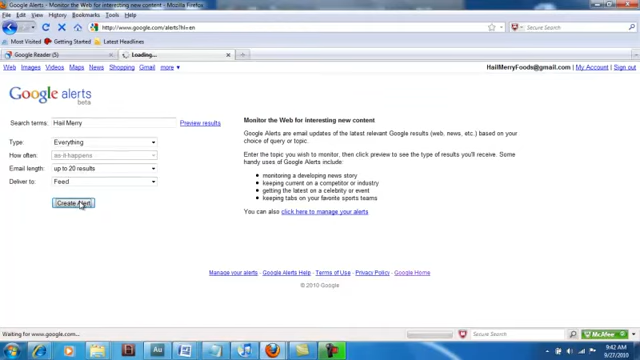 Google Alerts - Monitor the Web for interesting new content - Mozilla Firefox
File Edit View History Bookmarks Tools Help
http://www.google.com/alerts?hl=en
Secure Search
McAfee
Most Visited Getting Started Latest Headlines
Google Reader (5)
Loading...
Web Images Videos Maps News Shopping Gmail more ▾
HailMerryFoods@gmail.com | My Account | Sign out
Google alerts
beta
Monitor the Web for interesting new content
Search terms: Hail Merry
Preview results
Google Alerts are email updates of the latest relevant Google results (web, news, etc.) based on your choice of query or topic.
Type: Everything
How often: as-it-happens
Email length: up to 20 results
Deliver to: Feed
Create Alert
Enter the topic you wish to monitor, then click preview to see the type of results you'll receive. Some handy uses of Google Alerts include:
• monitoring a developing news story
• keeping current on a competitor or industry
• getting the latest on a celebrity or event
• keeping tabs on your favorite sports teams
You can also click here to manage your alerts
Manage your alerts - Google Alerts Help - Terms of Use - Privacy Policy - Google Home
© 2010 Google
Waiting for www.google.com...
Secure Search
McAfee
9:42 AM
9/27/2010